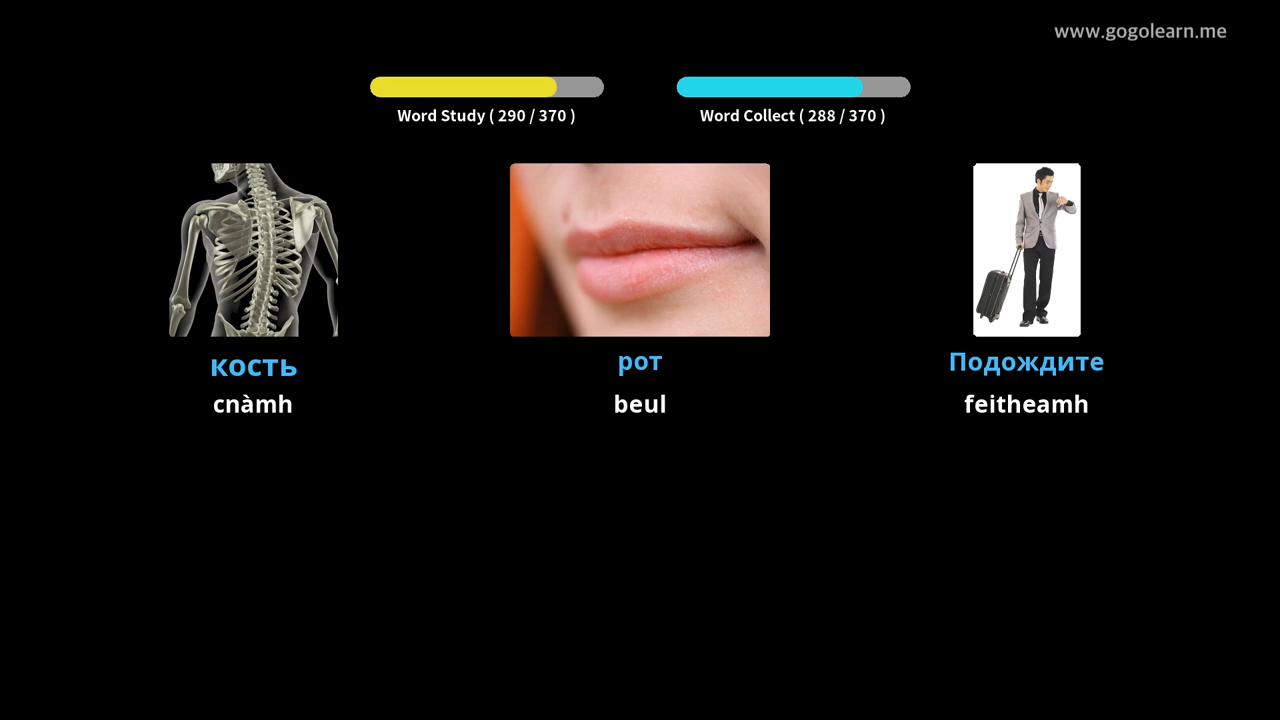 www.gogolearn.me
Word Study ( 290 / 370 )
Word Collect ( 288 / 370 )
кость
рот
Подождите
cnàmh
beul
feitheamh